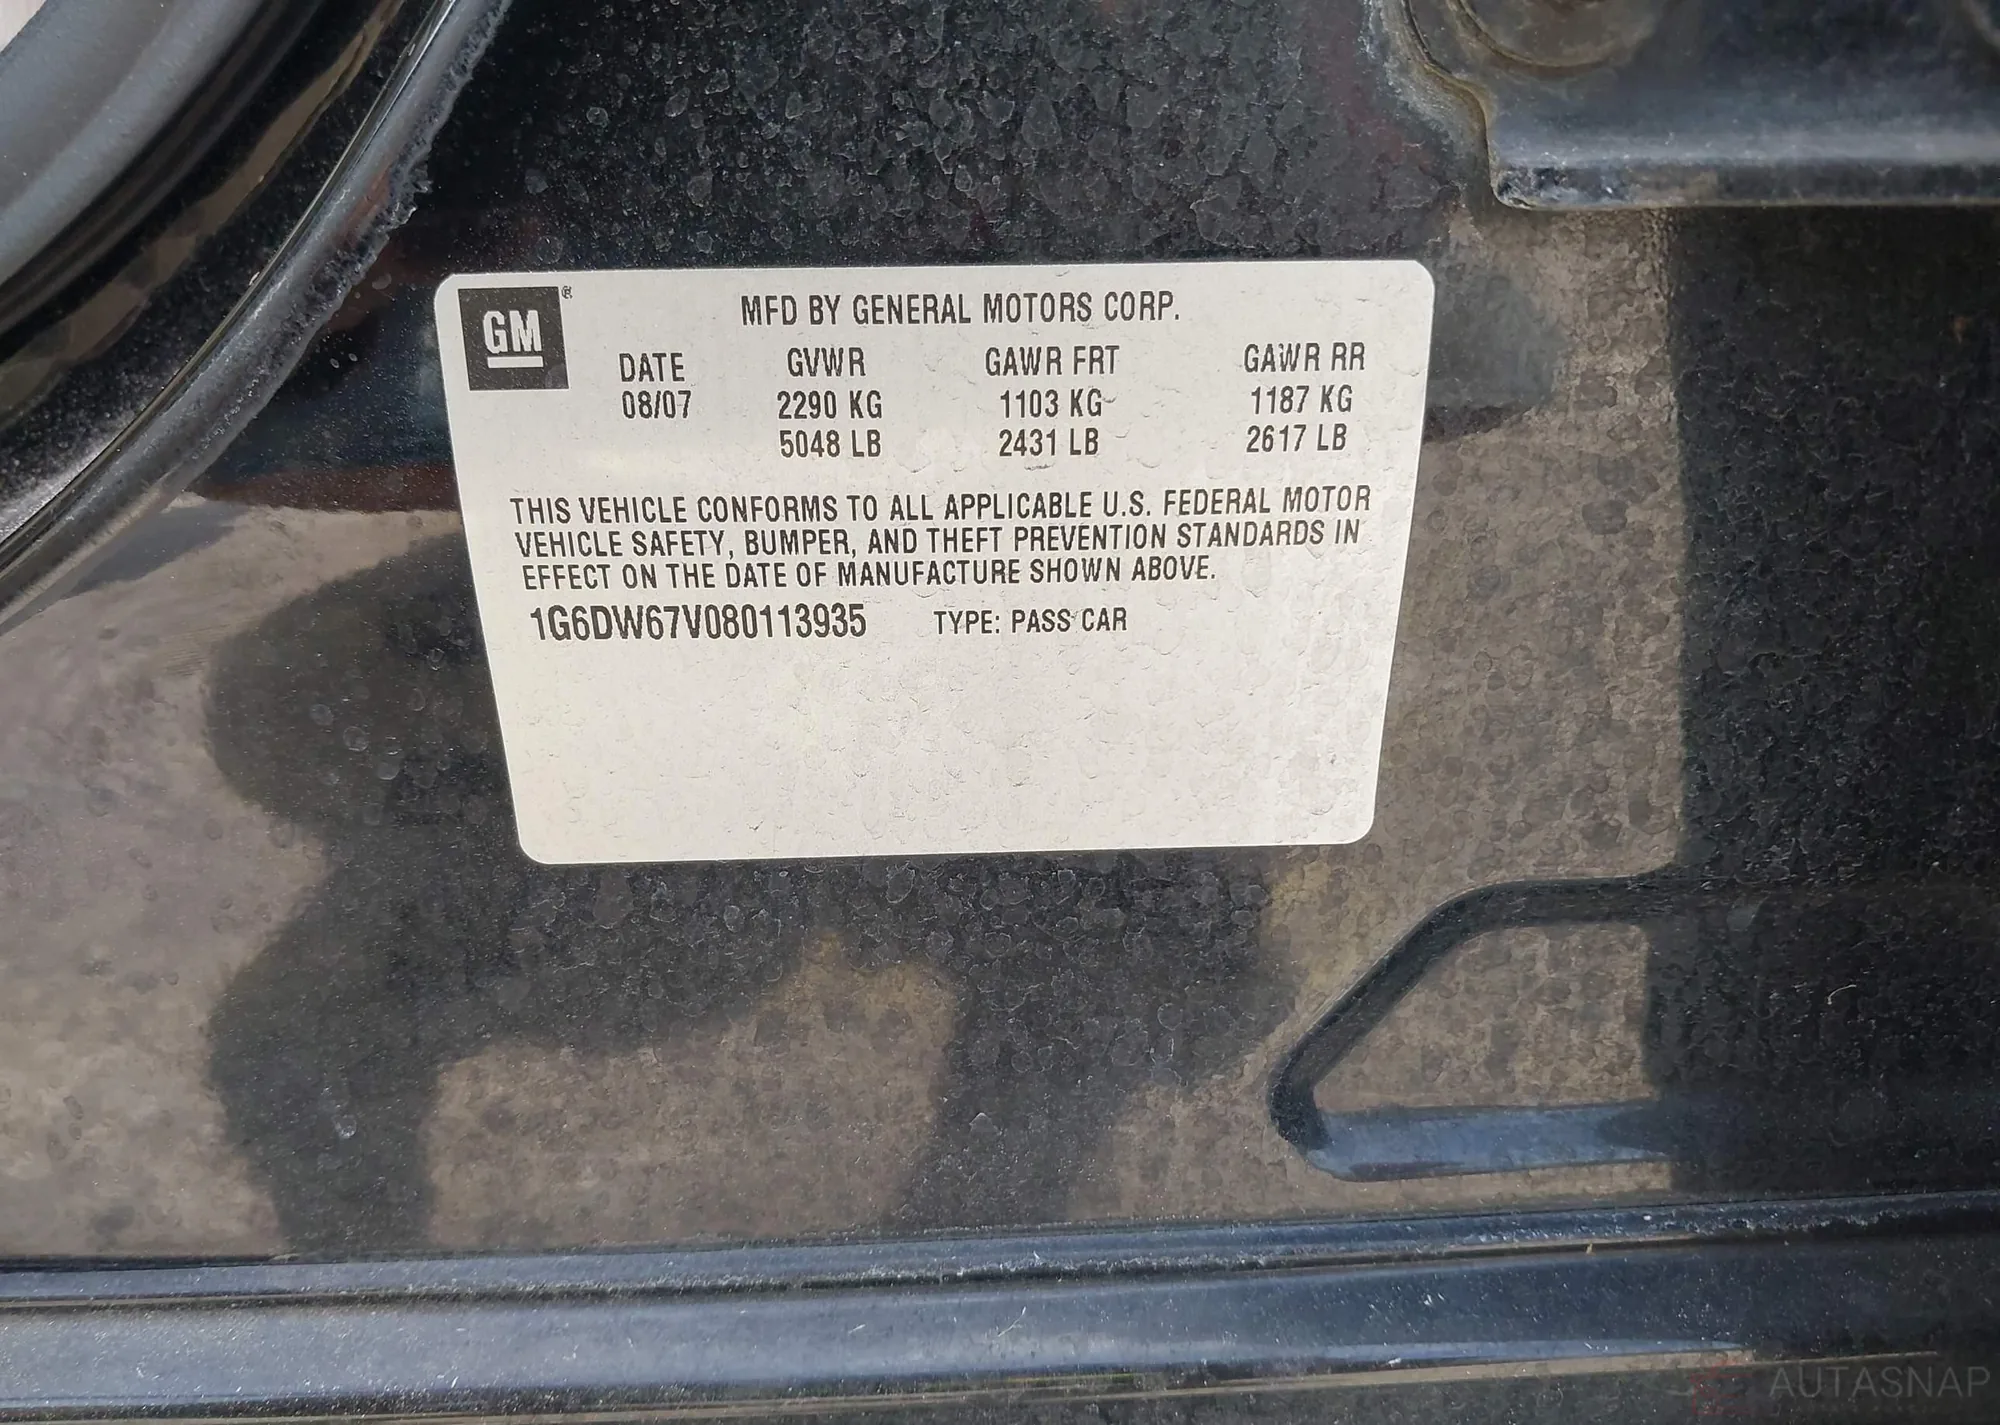 GM ®
MFD BY GENERAL MOTORS CORP.
DATE GVWR GAWR FRT GAWR RR
08/07 2290 KG 1103 KG 1187 KG
5048 LB 2431 LB 2617 LB
THIS VEHICLE CONFORMS TO ALL APPLICABLE U.S. FEDERAL MOTOR
VEHICLE SAFETY, BUMPER, AND THEFT PREVENTION STANDARDS IN
EFFECT ON THE DATE OF MANUFACTURE SHOWN ABOVE.
1G6DW67V080113935 TYPE: PASS CAR
AUTASNAP